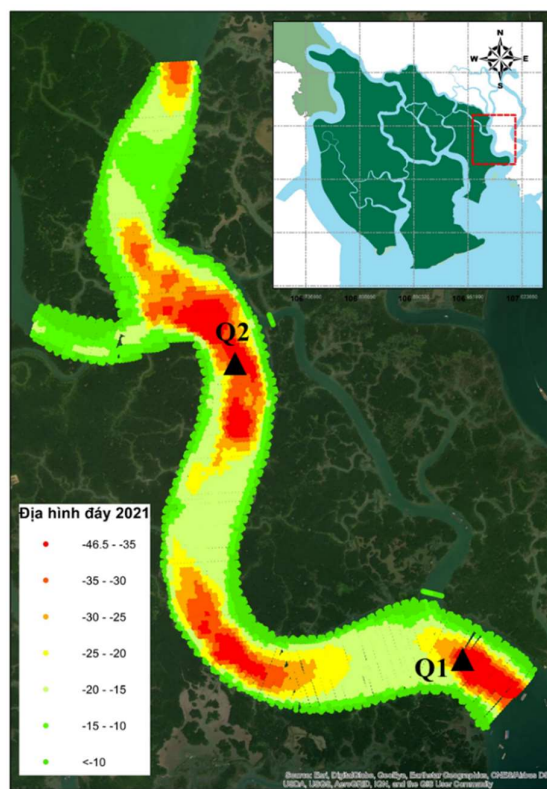 N
W E
S
Q2
Địa hình đáy 2021
-46.5 - -35
-35 - -30
-30 - -25
-25 - -20
-20 - -15
-15 - -10
<-10
Q1
Source: Esri, DigitalGlobe, GeoEye, Earthstar Geographics, CNES/Airbus DS,
USDA, USGS, AeroGRID, IGN, and the GIS User Community